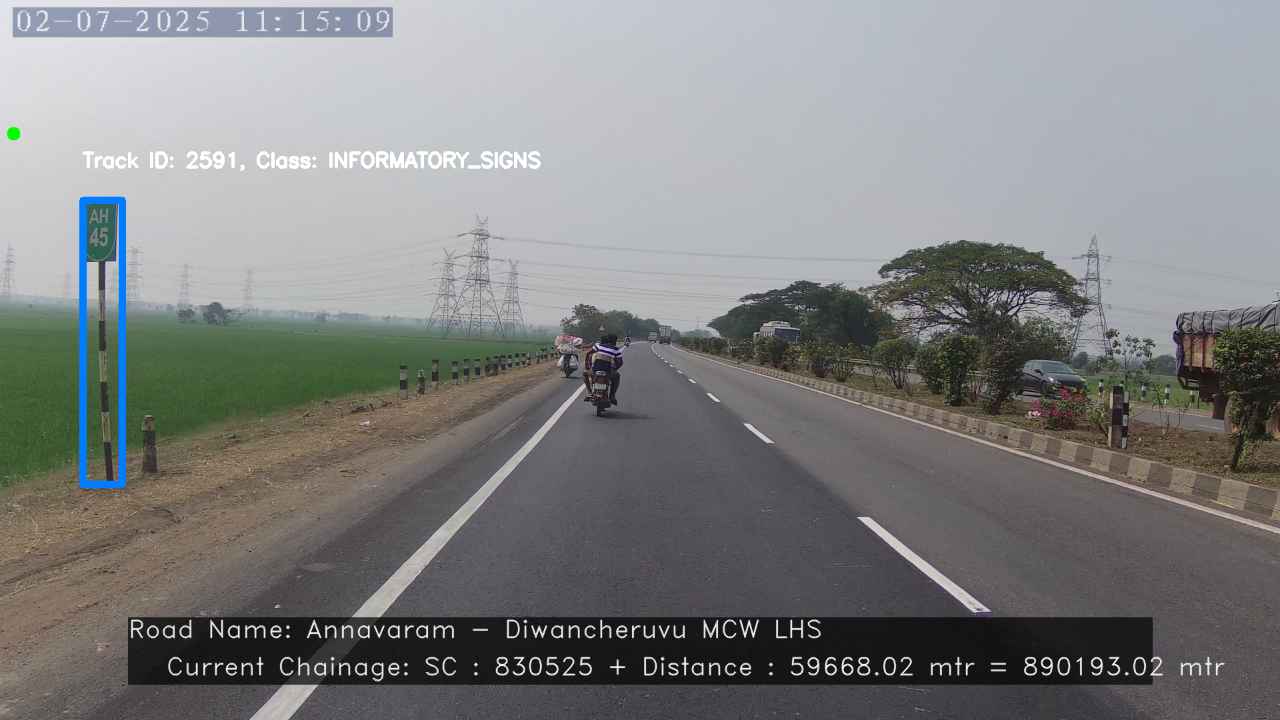 02-07-2025 11:15:09
Track ID: 2591, Class: INFORMATORY_SIGNS
AH
45
Road Name: Annavaram - Diwancheruvu MCW LHS
Current Chainage: SC : 830525 + Distance : 59668.02 mtr = 890193.02 mtr